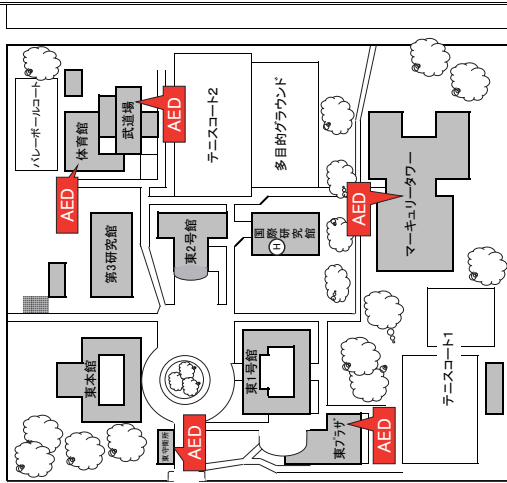 バレーボールコート
体育館
武道場
AED
AED
テニスコート2
多目的グラウンド
AED
マーキュリータワー
第3研究館
東2号館
国際
研究
館
H
東本館
東1号館
テニスコート1
東守衛所
AED
東プラザ
AED